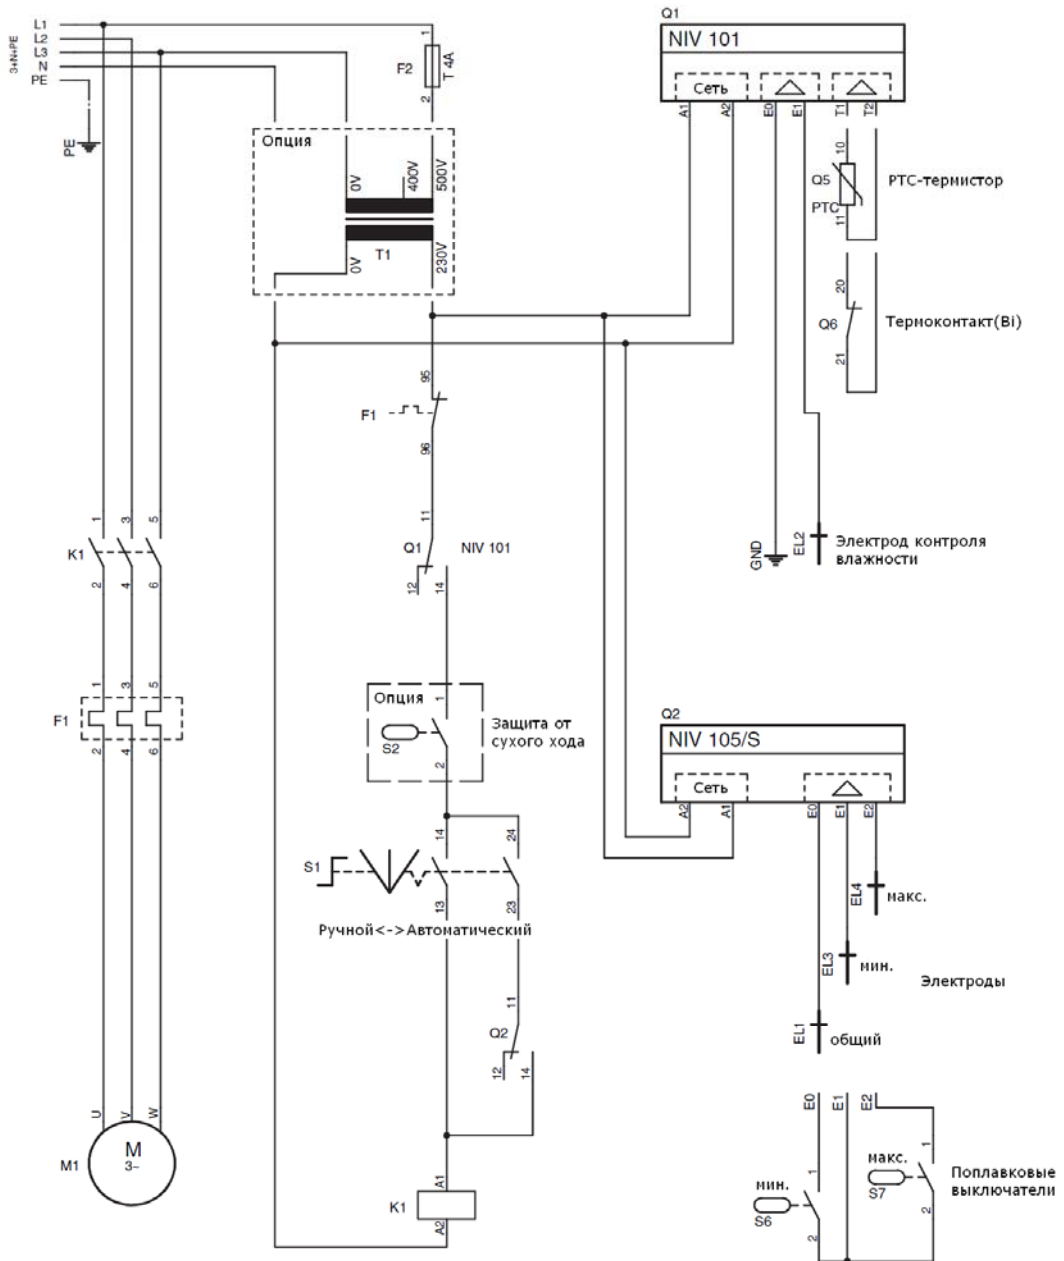 3+N+PE
L1
L2
L3
N
PE
PE
1
F2
T 4A
2
Опция
0V
400V
500V
T1
0V
230V
Q1
NIV 101
Сеть
A1
A2
E0
E1
T1
T2
10
Q5
PTC
11
РТС-термистор
20
Q6
21
Термоконтакт(Bi)
GND
EL2
Электрод контроля
влажности
95
F1
96
11
Q1
NIV 101
12
14
K1
1
3
5
2
4
6
Опция
1
S2
2
Защита от
сухого хода
F1
1
3
5
2
4
6
14
24
S1
13
23
Ручной<->Автоматический
11
Q2
12
14
U
V
W
M1
M
3~
K1
A1
A2
Q2
NIV 105/S
Сеть
A2
A1
E0
E1
E2
EL4
макс.
EL3
мин.
Электроды
EL1
общий
E0
E1
E2
мин.
S6
1
2
макс.
S7
1
2
Поплавковые
выключатели